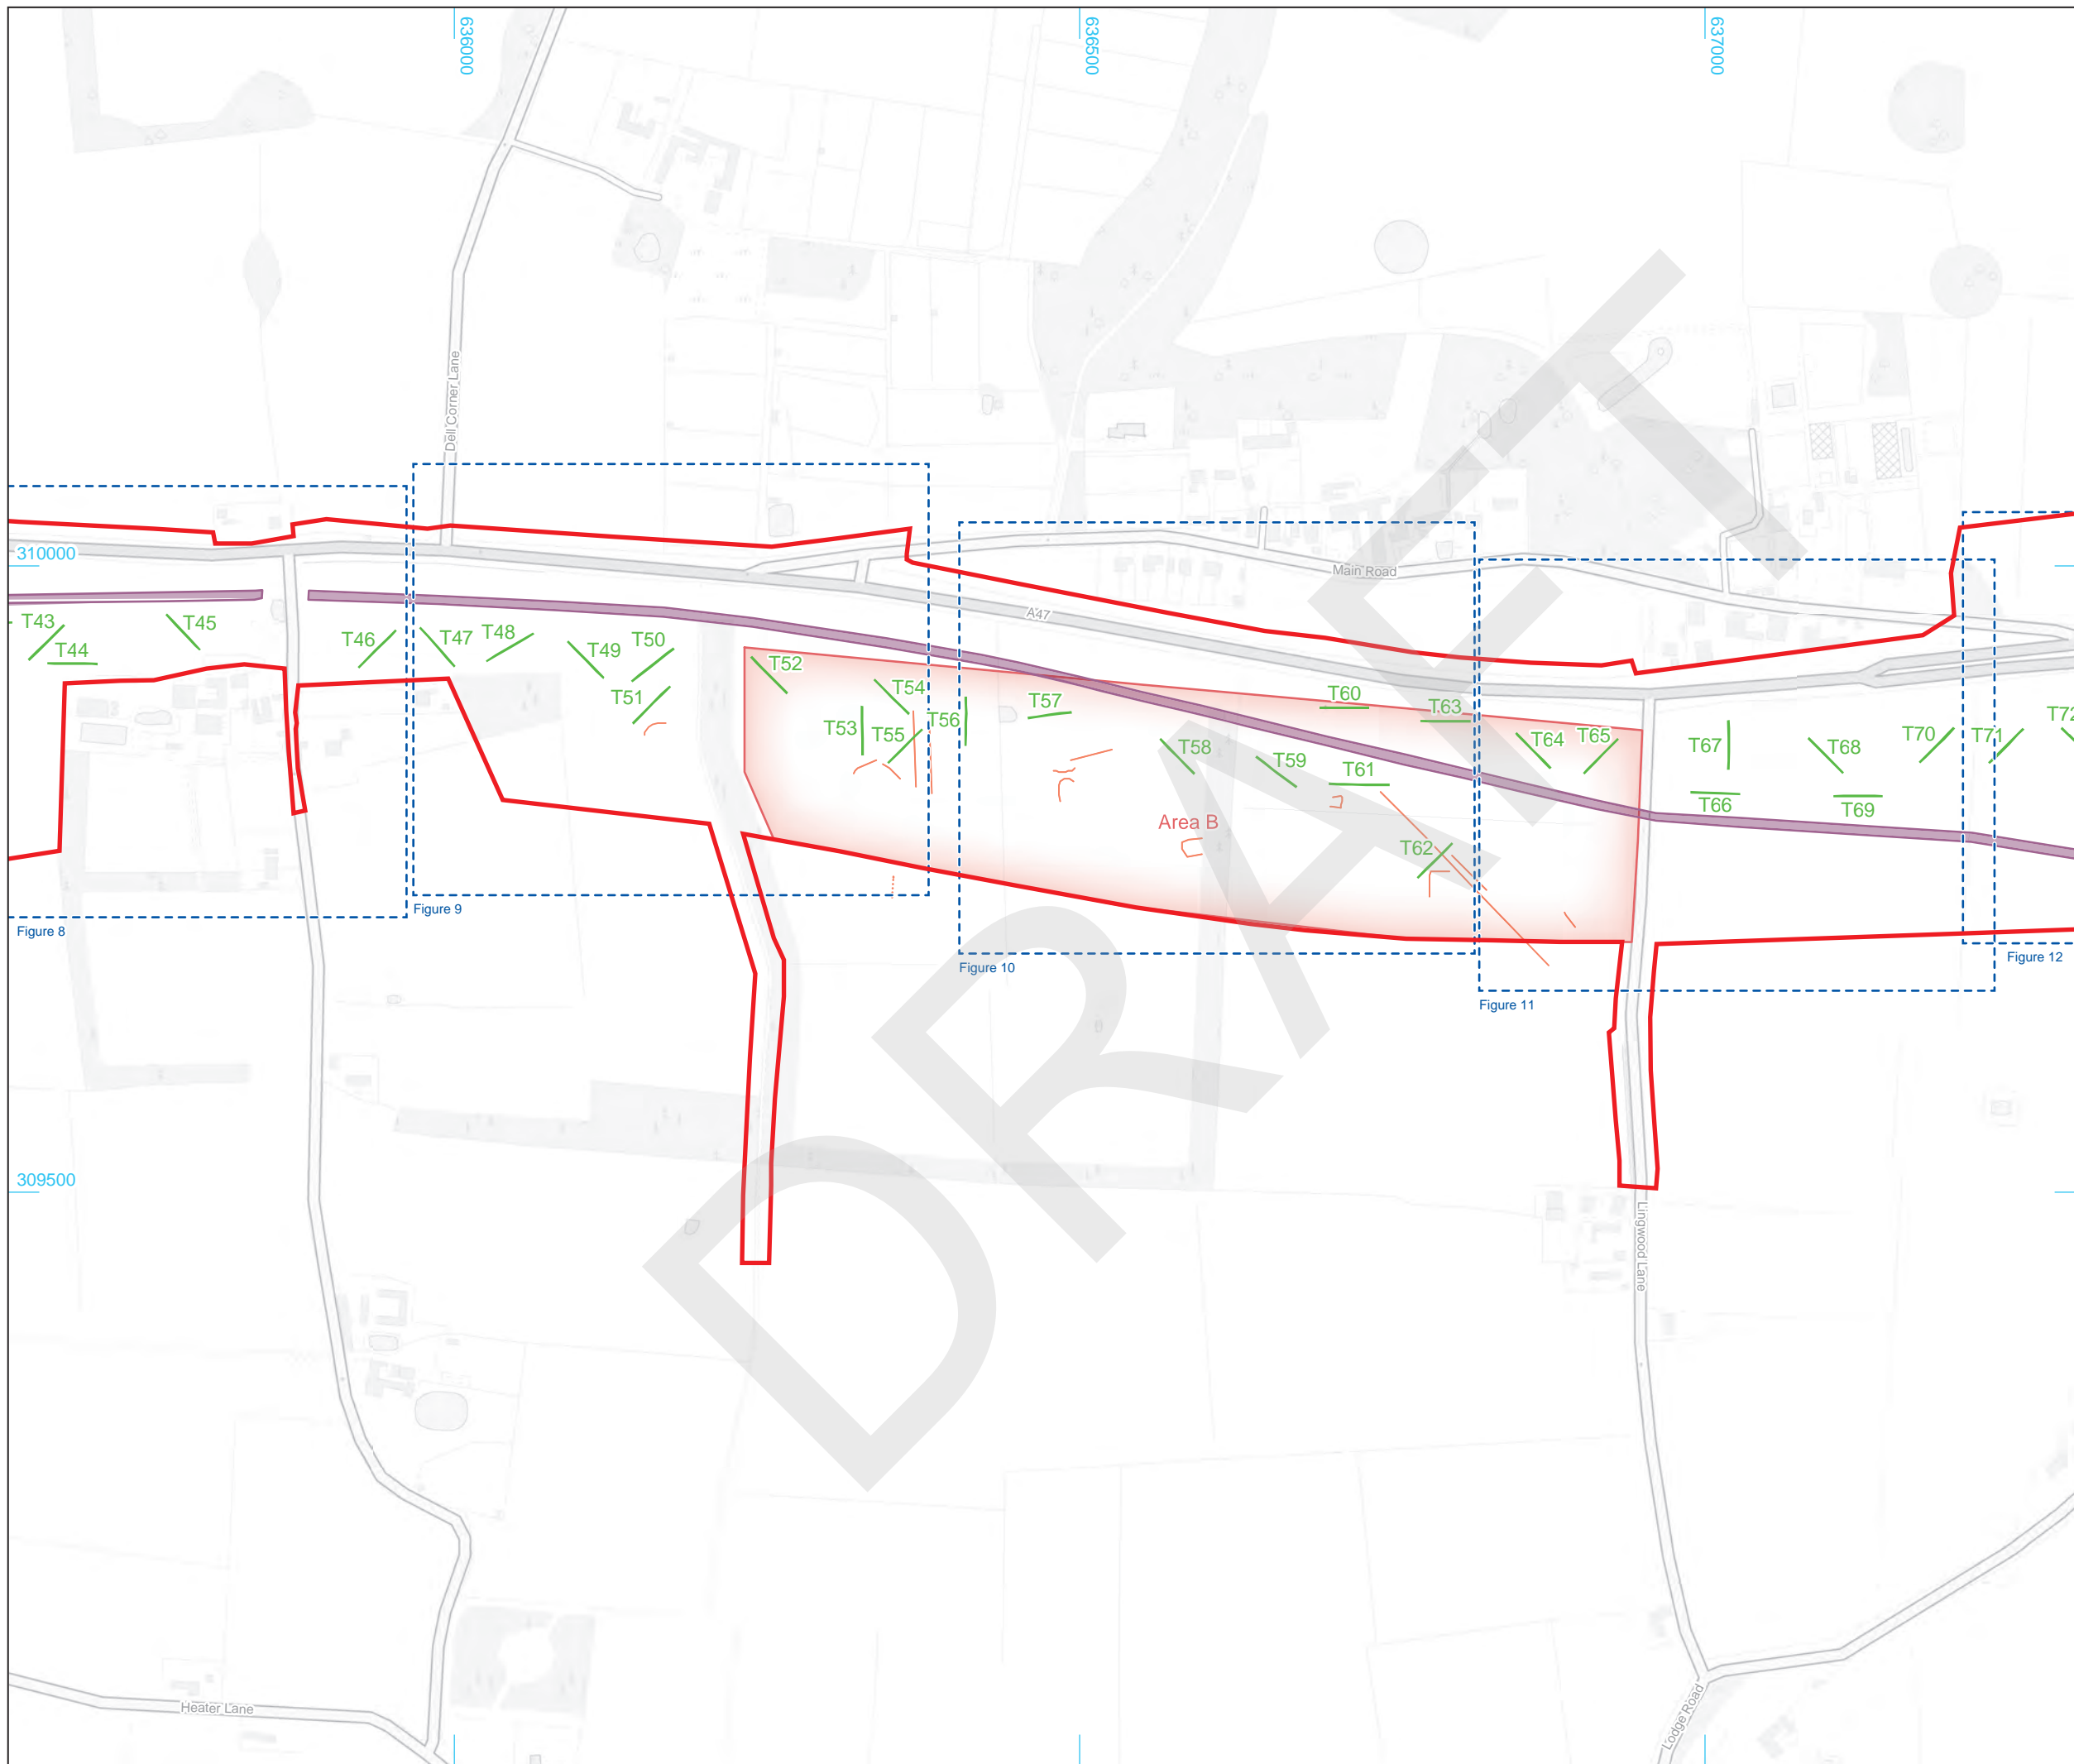 636000
636500
637000
Dell Corner Lane
310000
Main Road
A47
T43
T44
T45
T46
T47
T48
T49
T50
T51
T52
T53
T54
T55
T56
T57
T58
T59
T60
T61
T62
T63
T64
T65
T66
T67
T68
T69
T70
T71
T72
Area B
Figure 8
Figure 9
Figure 10
Figure 11
Figure 12
309500
Lingwood Lane
Heater Lane
Lodge Road
DRAFT